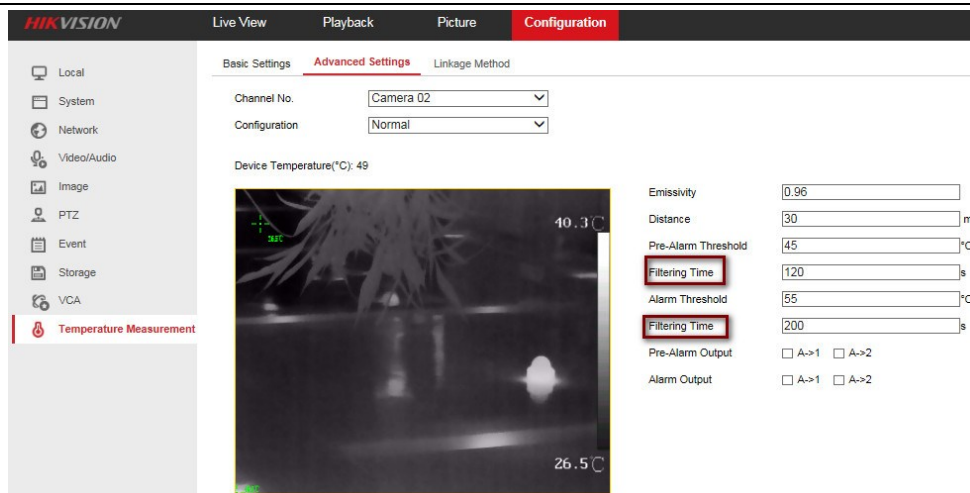 HIKVISION
Live View Playback Picture Configuration
Local
System
Network
Video/Audio
Image
PTZ
Event
Storage
VCA
Temperature Measurement
Basic Settings Advanced Settings Linkage Method
Channel No. Camera 02
Configuration Normal
Device Temperature(°C): 49
40.3℃
26.5℃
Emissivity 0.96
Distance 30 m
Pre-Alarm Threshold 45 °C
Filtering Time 120 s
Alarm Threshold 55 °C
Filtering Time 200 s
Pre-Alarm Output A->1 A->2
Alarm Output A->1 A->2